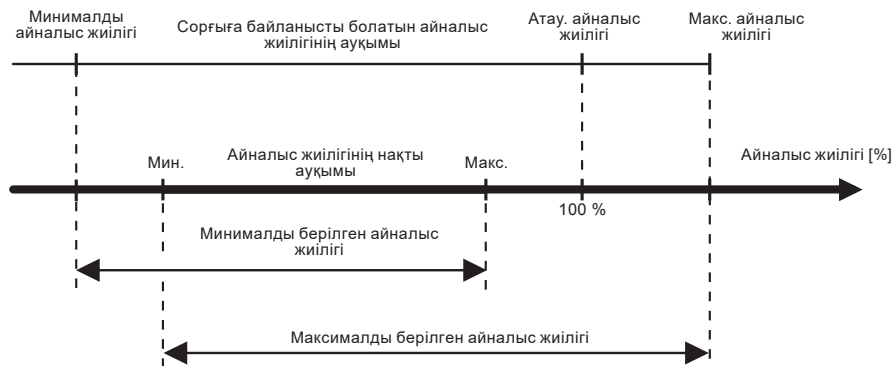 Минималды
айналыс жиілігі
Сорғыға байланысты болатын айналыс
жиілігінің ауқымы
Атау. айналыс
жиілігі
Макс. айналыс
жиілігі
Мин.
Айналыс жиілігінің нақты
ауқымы
Макс.
Айналыс жиілігі [%]
100 %
Минималды берілген айналыс
жиілігі
Максималды берілген айналыс жиілігі